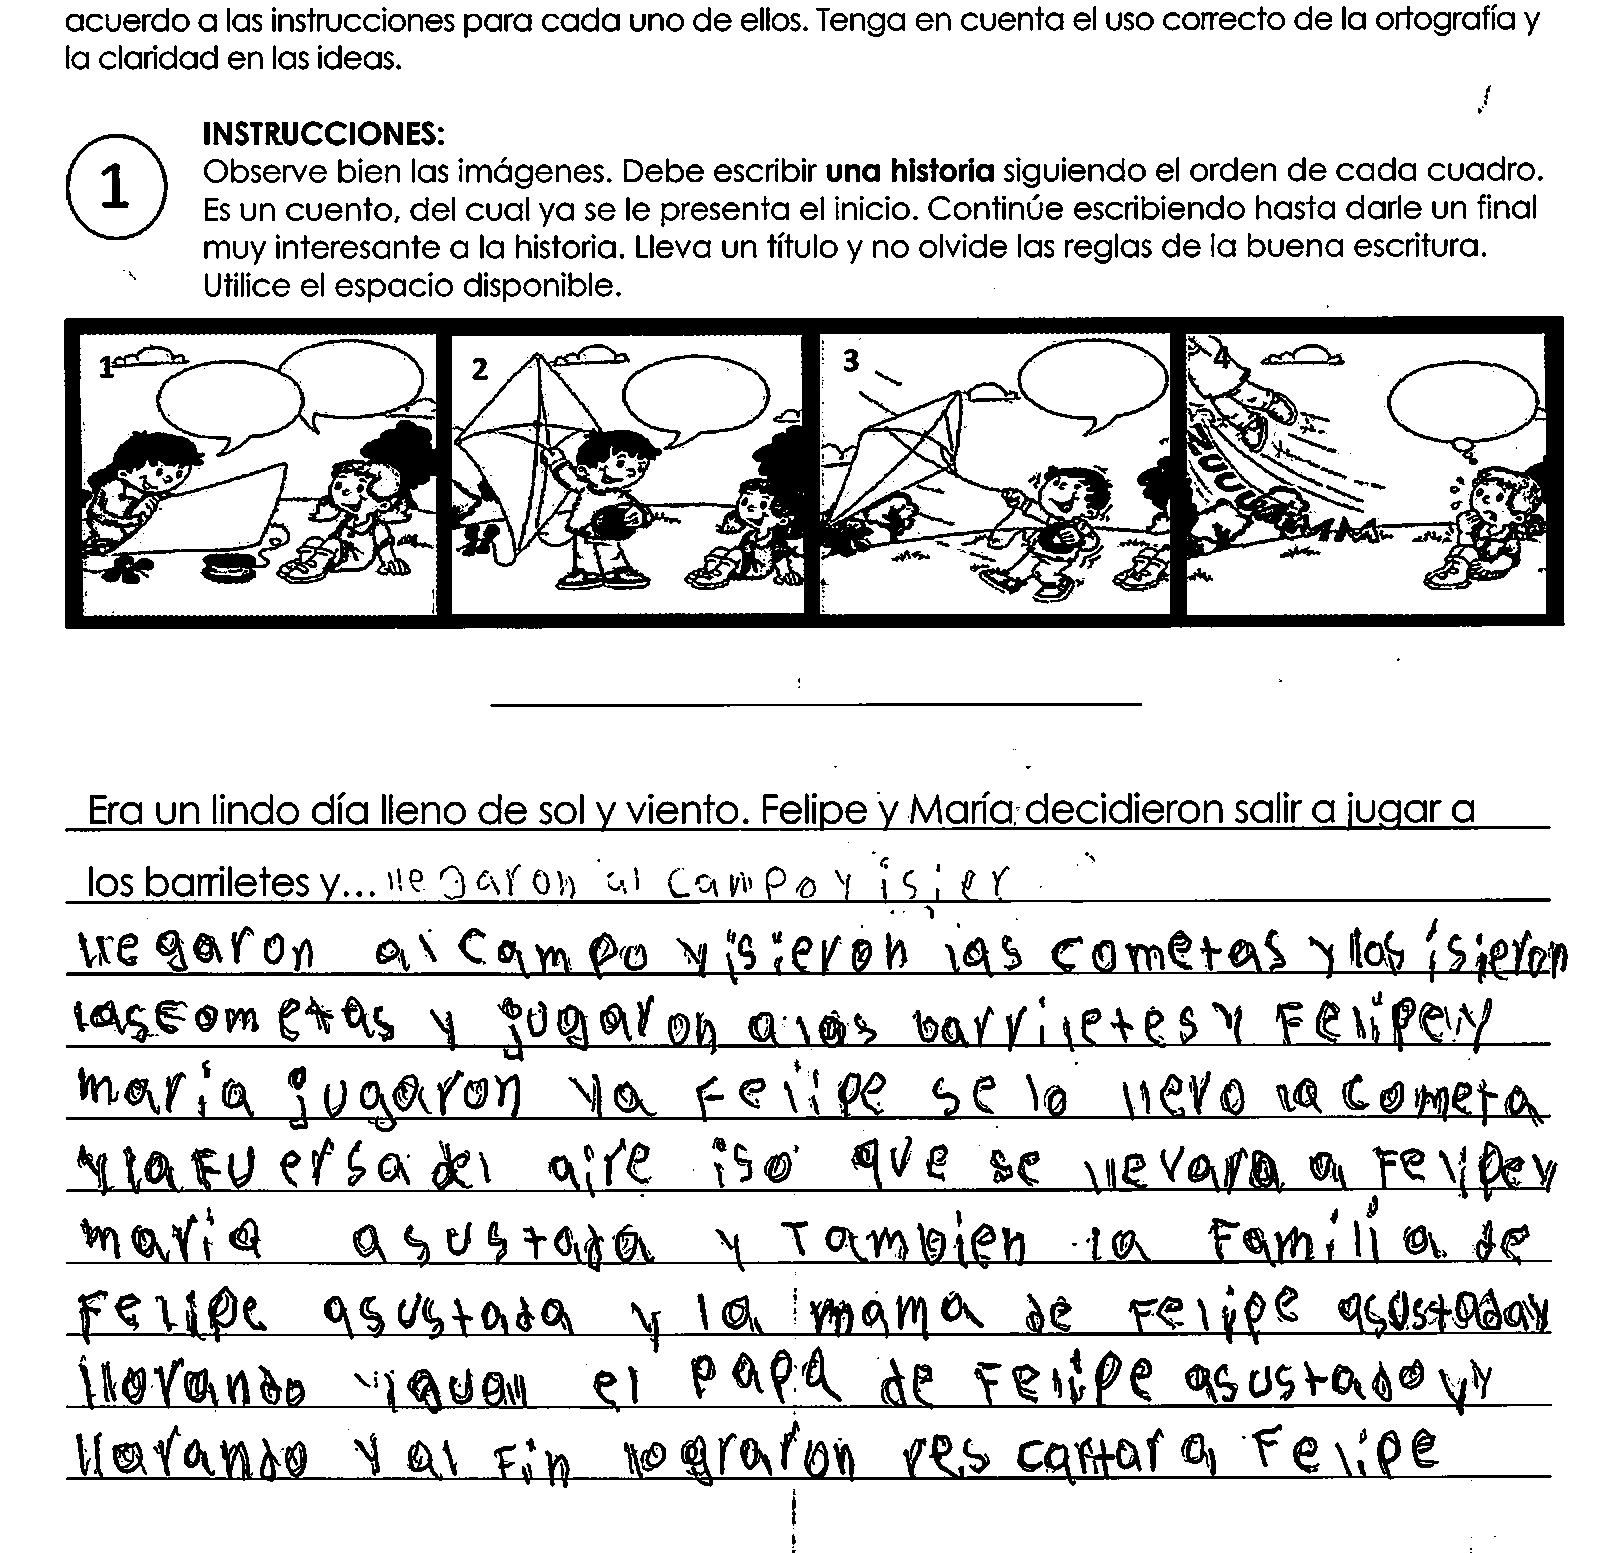 acuerdo a las instrucciones para cada uno de ellos. Tenga en cuenta el uso correcto de la ortografía y
la claridad en las ideas.
1
INSTRUCCIONES:
Observe bien las imágenes. Debe escribir una historia siguiendo el orden de cada cuadro.
Es un cuento, del cual ya se le presenta el inicio. Continúe escribiendo hasta darle un final
muy interesante a la historia. Lleva un título y no olvide las reglas de la buena escritura.
Utilice el espacio disponible.
1 2 3 4
ZUUUUMMM
Era un lindo día lleno de sol y viento. Felipe y María decidieron salir a jugar a
los barriletes y... llegaron al campo y isier
llegaron al campo y isieron las cometas y los isieron
las cometas y jugaron a los barriletes y Felipe y
maria jugaron y a Felipe se lo llevo la cometa
y la fuersa del aire iso que se llevara a Felipe y
maria asustada y Tambien la Familia de
Felipe asustada y la mama de Felipe asustada y
llorando igual el papa de Felipe asustado y
llorando y al Fin lograron rescartar a Felipe